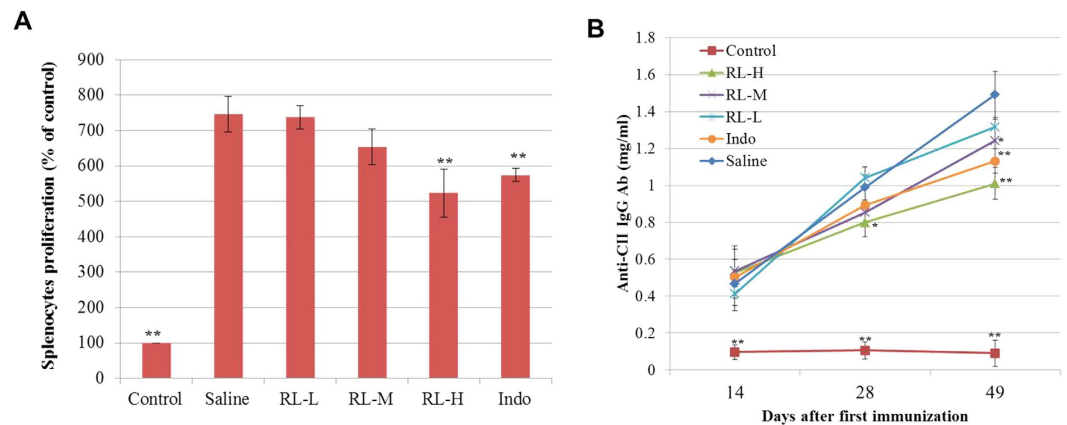 A
Splenocytes proliferation (% of control)
900
800
700
600
500
400
300
200
100
0
**
**
**
Control Saline RL-L RL-M RL-H Indo
B
Anti-CII IgG Ab (mg/ml)
1.8
1.6
1.4
1.2
1
0.8
0.6
0.4
0.2
0
Control
RL-H
RL-M
RL-L
Indo
Saline
*
**
**
*
**
**
**
14 28 49
Days after first immunization